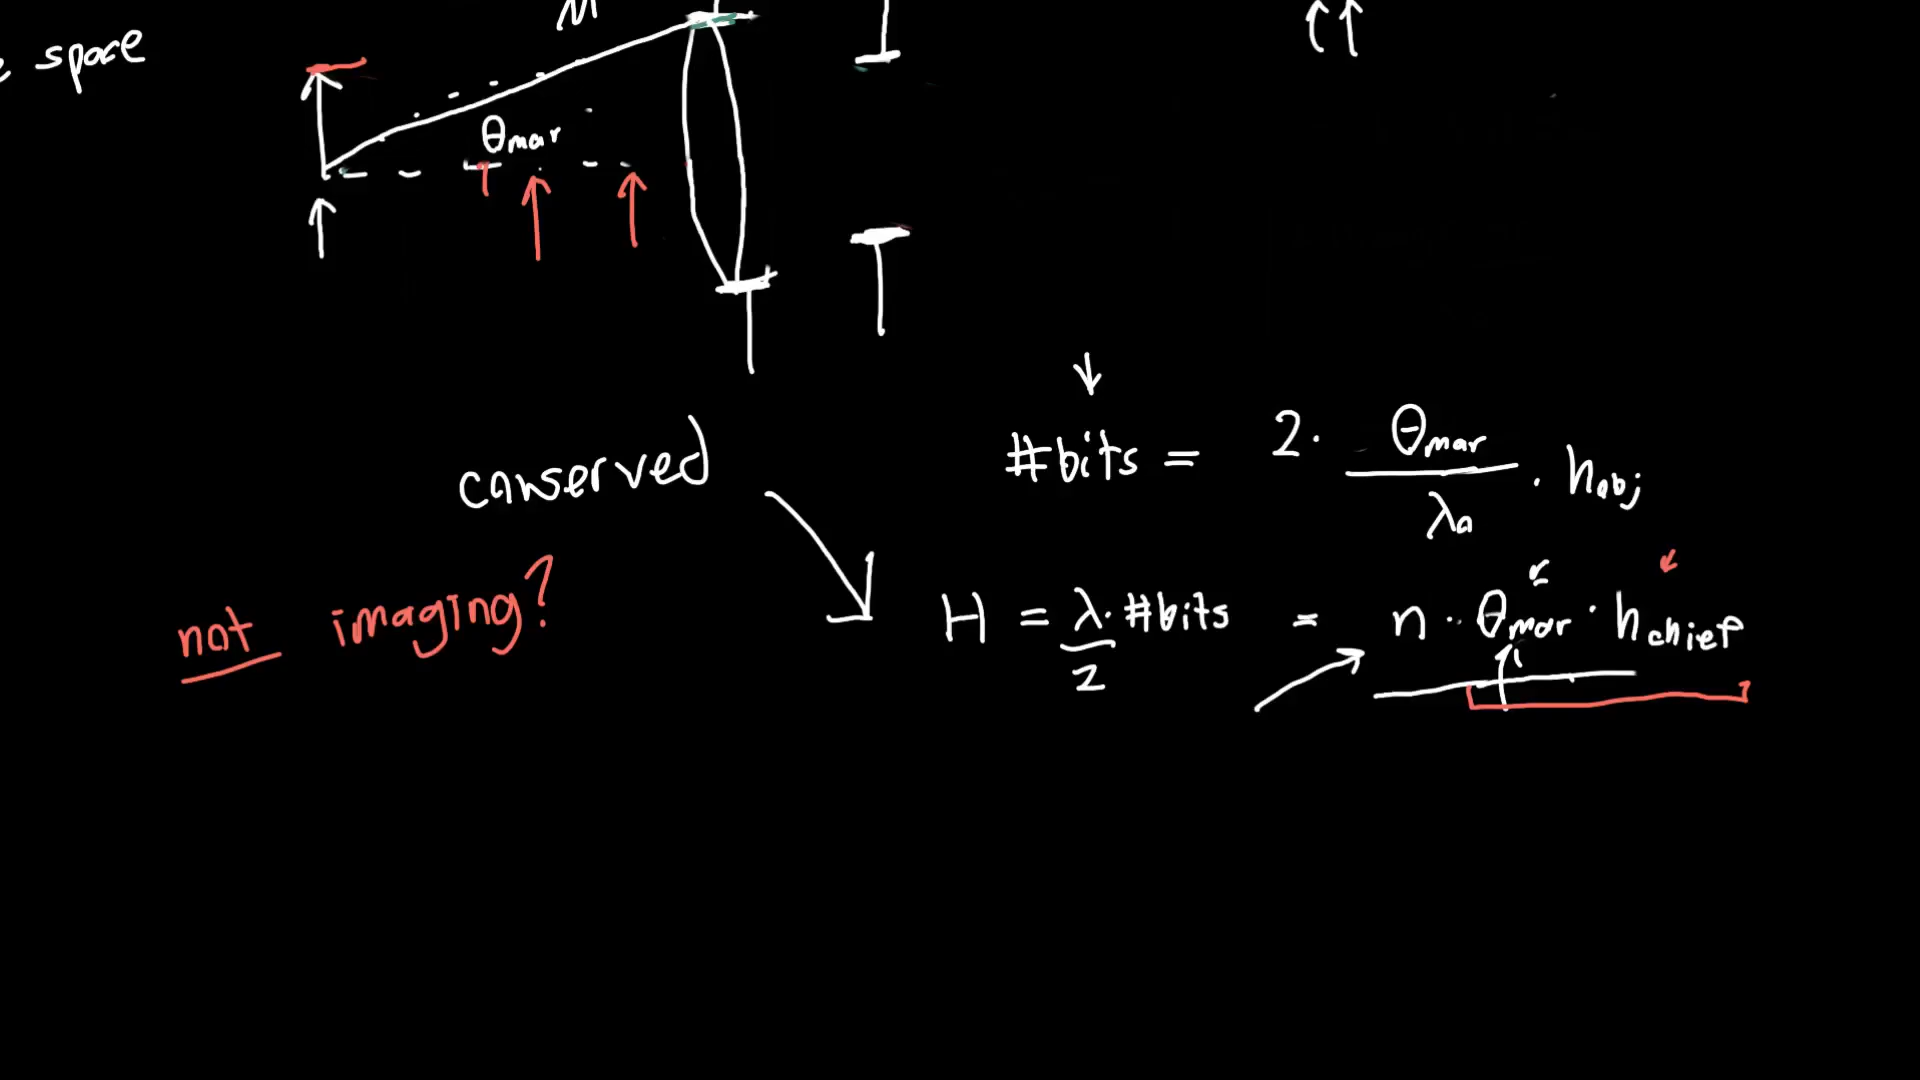 space
M
θmar
#bits = 2 · θmar / λo · hobj
conserved
not imaging?
H = λ/2 · #bits = n · θmar · hchief